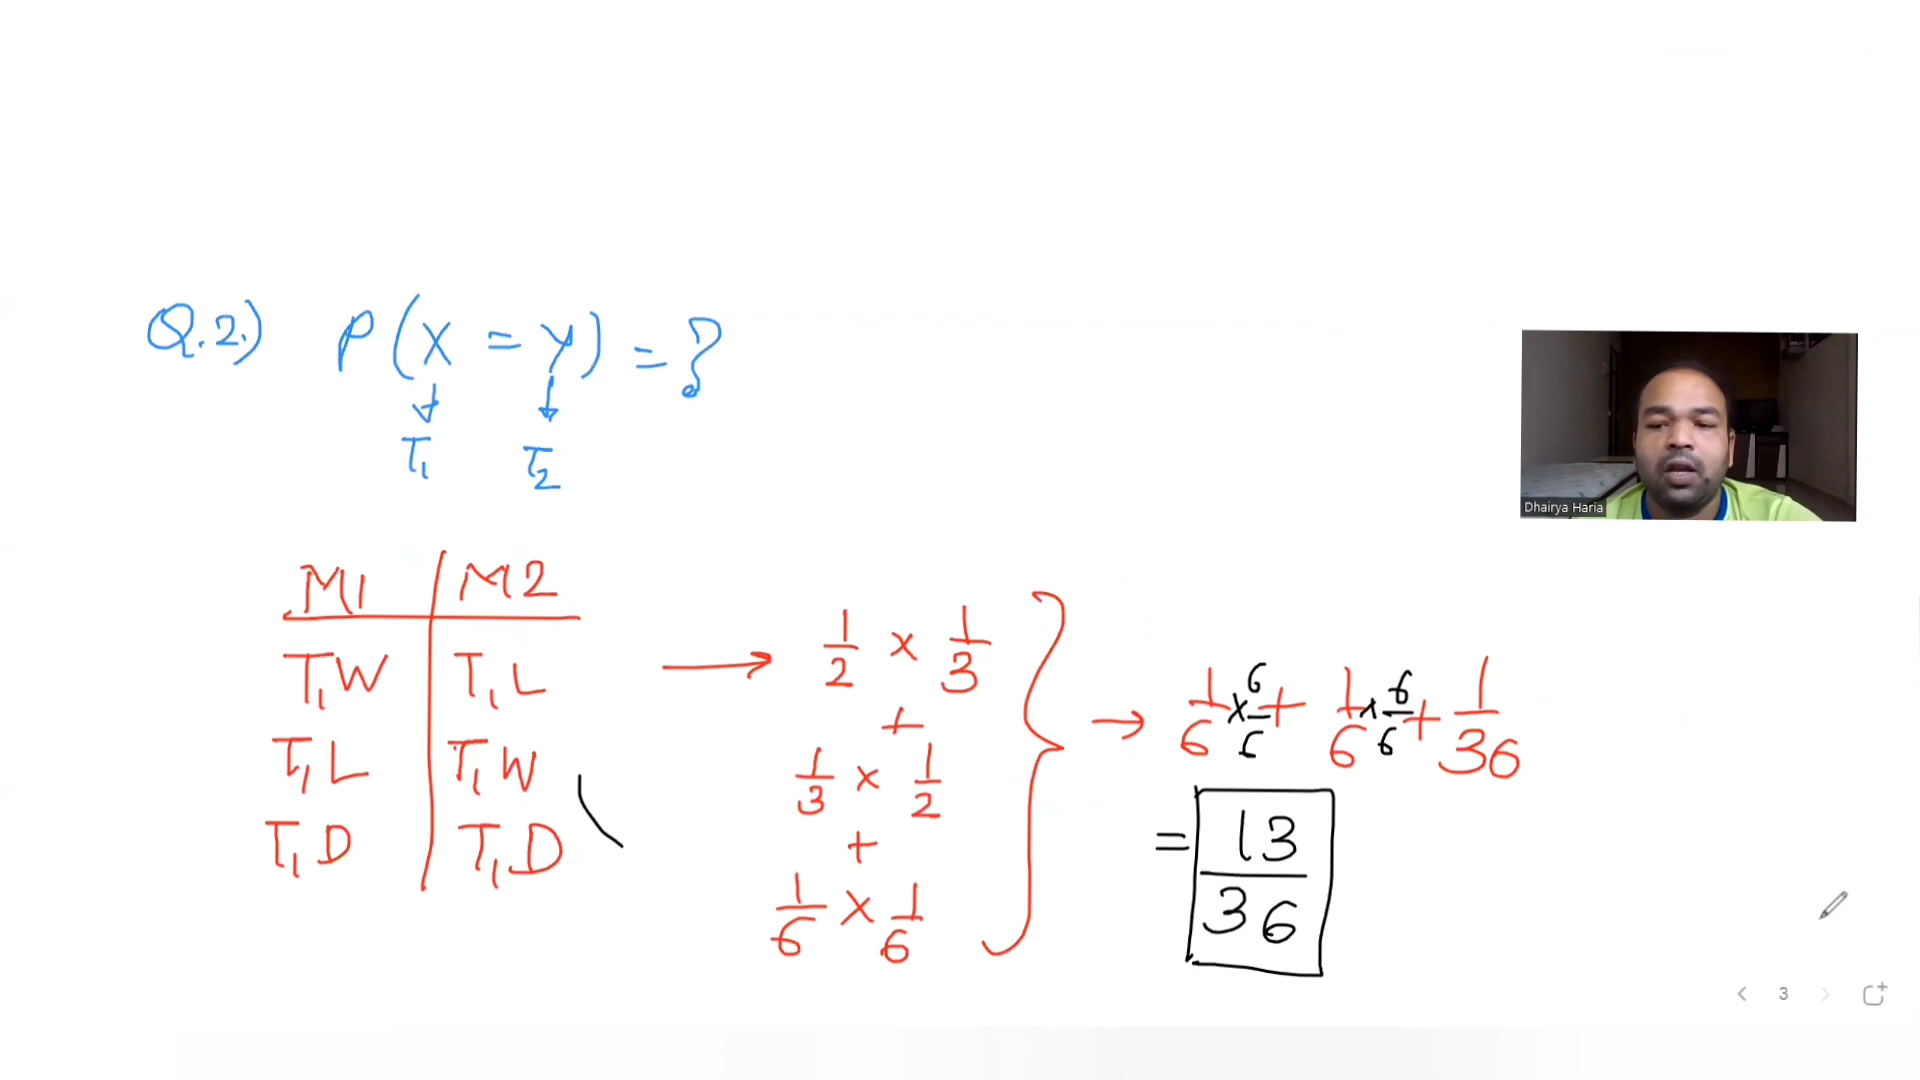 Q.2.) P(X = Y) = ?
T₁ T₂
M1 M2
T₁W T₁L → 1/2 × 1/3
+
T₁L T₁W 1/3 × 1/2
+
T₁D T₁D 1/6 × 1/6
→ 1/6 × 6/6 + 1/6 × 6/6 + 1/36
= 13/36
Dhairya Haria
3